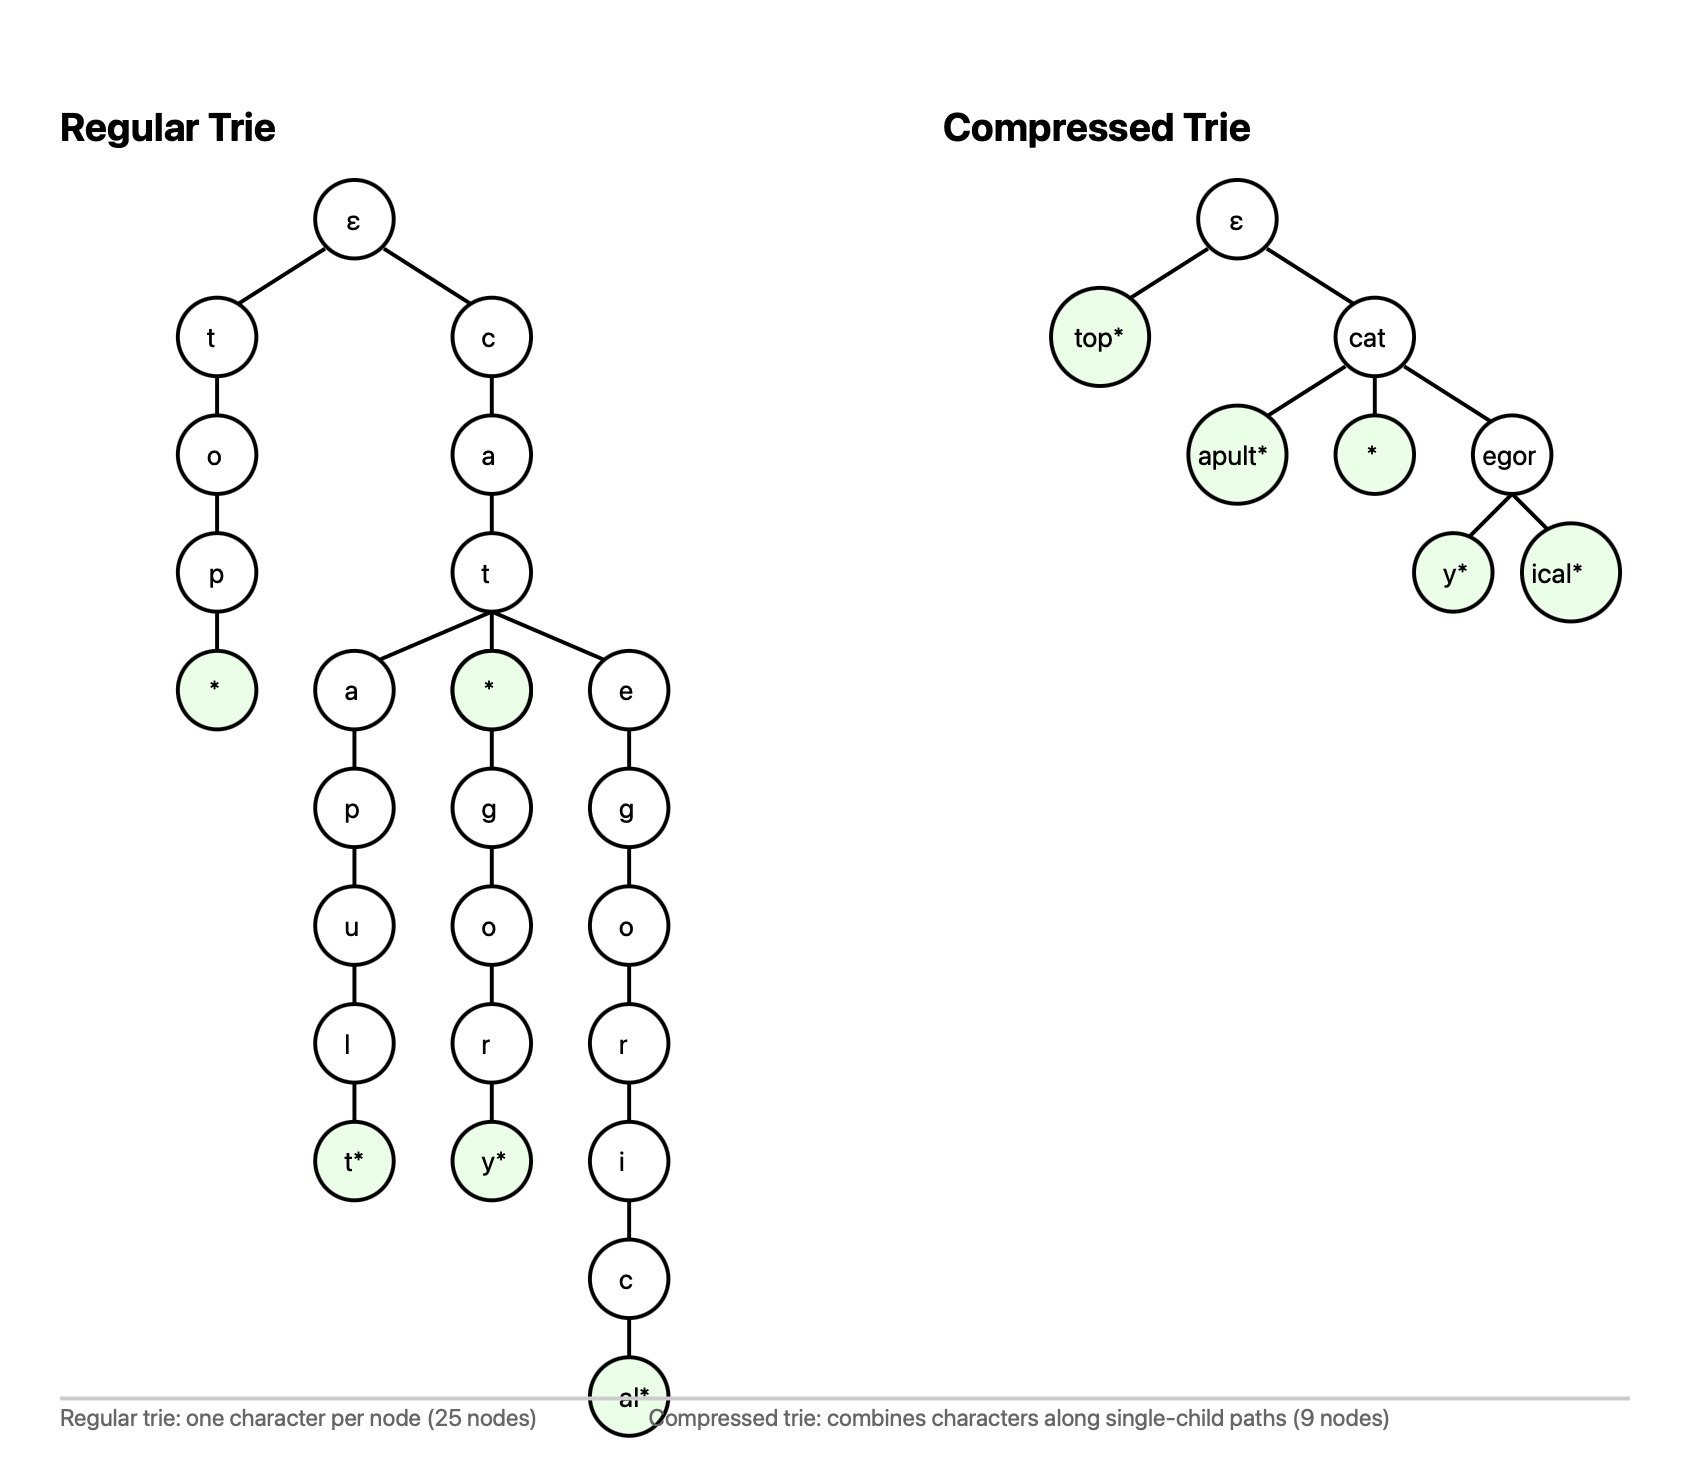 Regular Trie Compressed Trie
ε ε
t c top* cat
o a apult* * egor
p t y* ical*
* a * e
p g g
u o o
l r r
t* y* i
c
al*
Regular trie: one character per node (25 nodes) Compressed trie: combines characters along single-child paths (9 nodes)